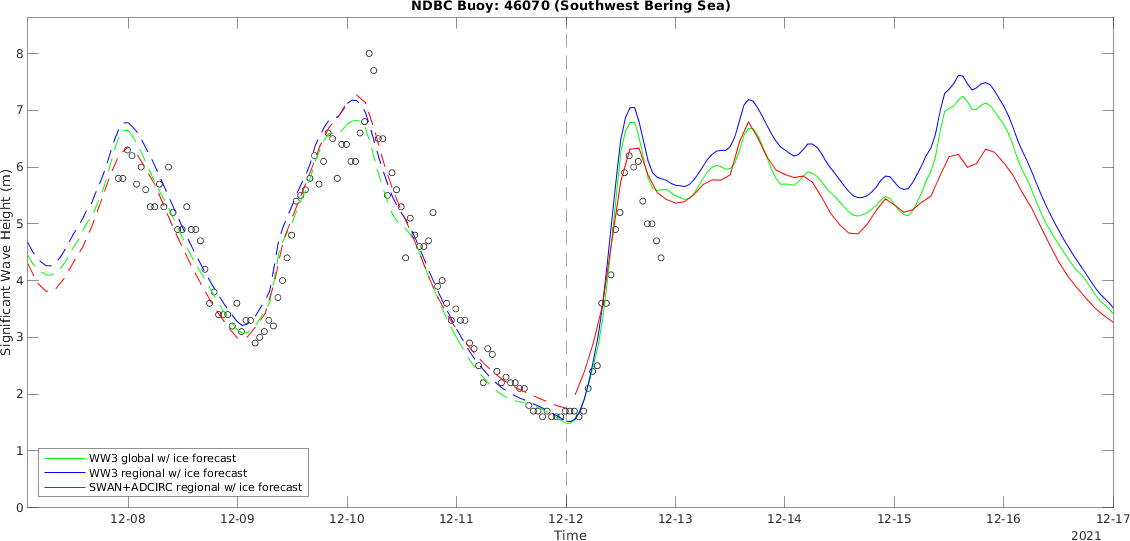 NDBC Buoy: 46070 (Southwest Bering Sea)
Significant Wave Height (m)
8
7
6
5
4
3
2
1
0
WW3 global w/ ice forecast
WW3 regional w/ ice forecast
SWAN+ADCIRC regional w/ ice forecast
12-08 12-09 12-10 12-11 12-12 12-13 12-14 12-15 12-16 12-17
Time
2021